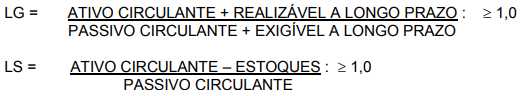 LG = ATIVO CIRCULANTE + REALIZÁVEL A LONGO PRAZO : ≥ 1,0
PASSIVO CIRCULANTE + EXIGÍVEL A LONGO PRAZO
LS = ATIVO CIRCULANTE – ESTOQUES : ≥ 1,0
PASSIVO CIRCULANTE